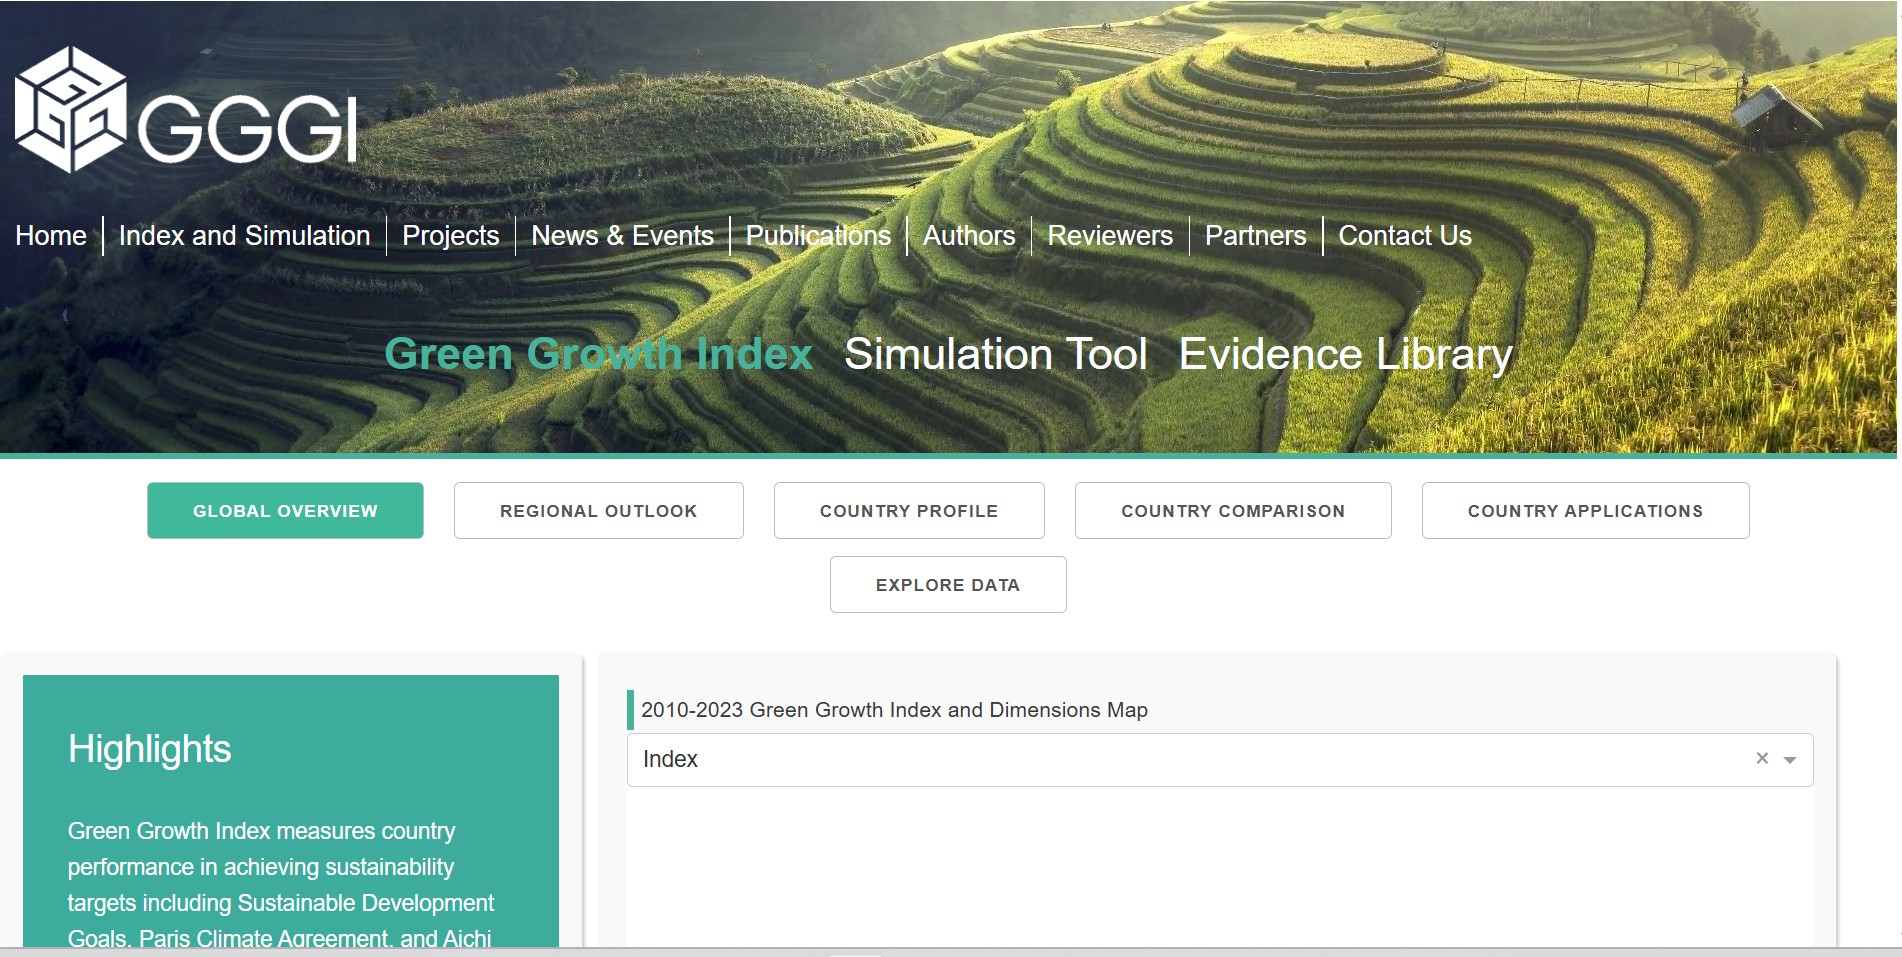 GGGI
Home
Index and Simulation
Projects
News & Events
Publications
Authors
Reviewers
Partners
Contact Us
Green Growth Index
Simulation Tool
Evidence Library
GLOBAL OVERVIEW
REGIONAL OUTLOOK
COUNTRY PROFILE
COUNTRY COMPARISON
COUNTRY APPLICATIONS
EXPLORE DATA
Highlights
Green Growth Index measures country
performance in achieving sustainability
targets including Sustainable Development
Goals, Paris Climate Agreement, and Aichi
2010-2023 Green Growth Index and Dimensions Map
Index